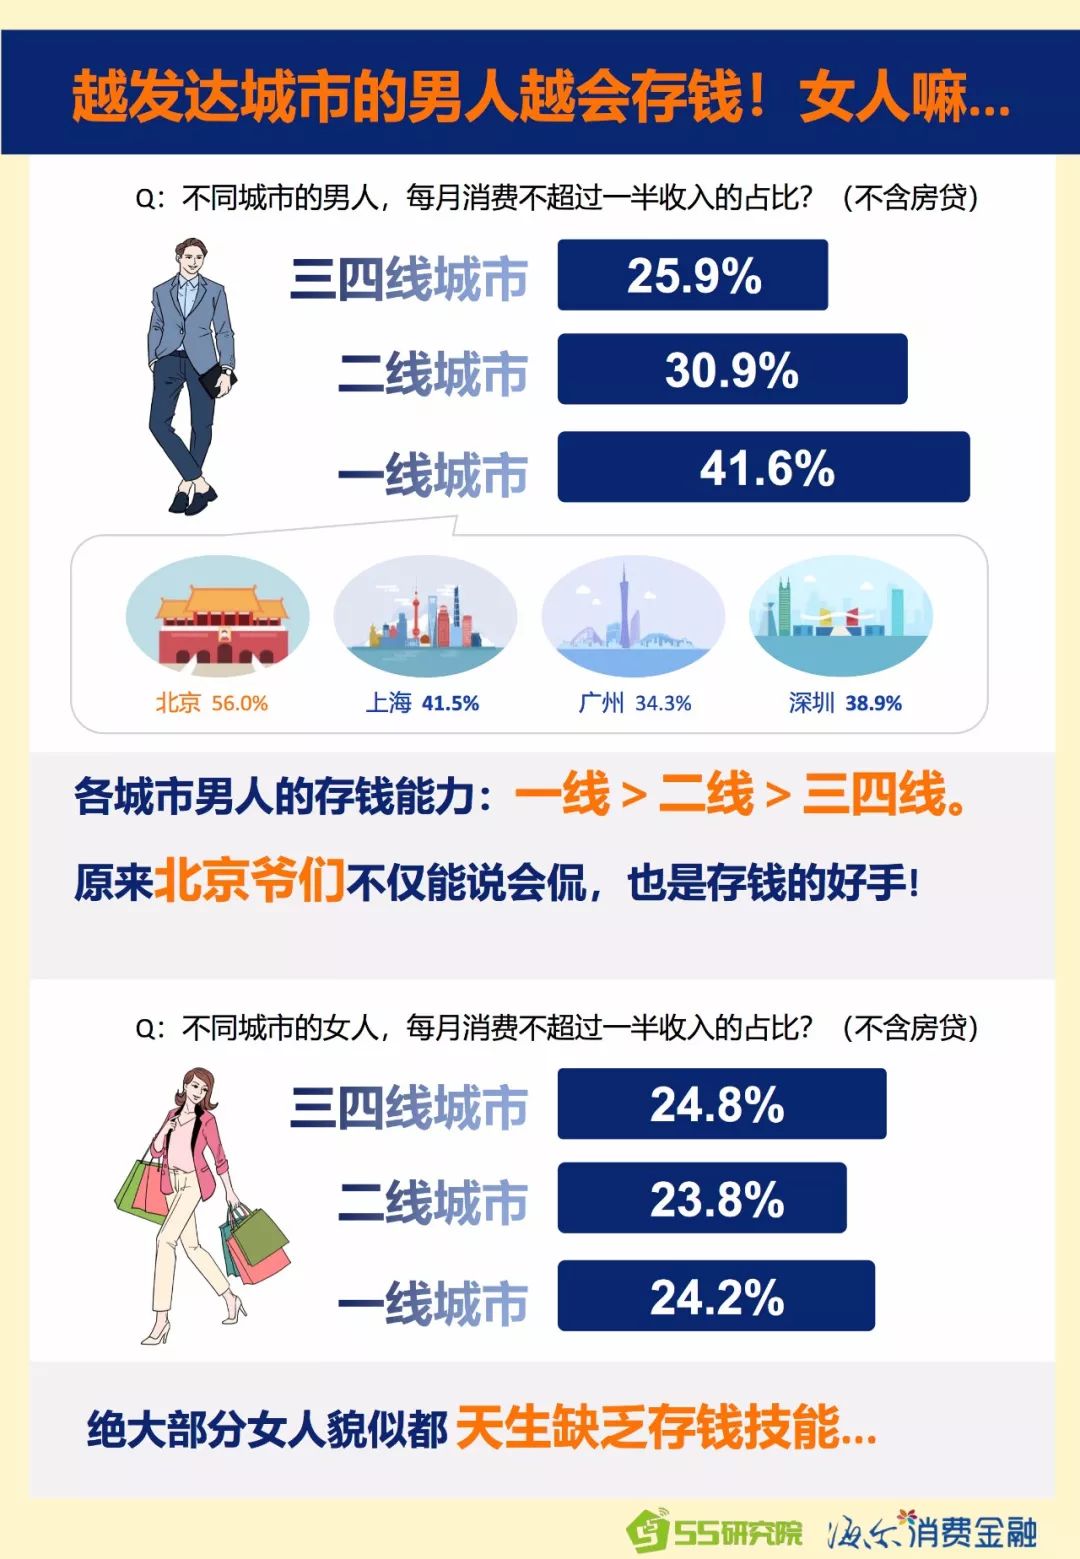 越发达城市的男人越会存钱！女人嘛...
Q：不同城市的男人，每月消费不超过一半收入的占比？（不含房贷）
三四线城市 25.9%
二线城市 30.9%
一线城市 41.6%
北京 56.0% 上海 41.5% 广州 34.3% 深圳 38.9%
各城市男人的存钱能力：一线 > 二线 > 三四线。
原来北京爷们不仅能说会侃，也是存钱的好手！
Q：不同城市的女人，每月消费不超过一半收入的占比？（不含房贷）
三四线城市 24.8%
二线城市 23.8%
一线城市 24.2%
绝大部分女人貌似都 天生缺乏存钱技能...
55研究院 海尔消费金融